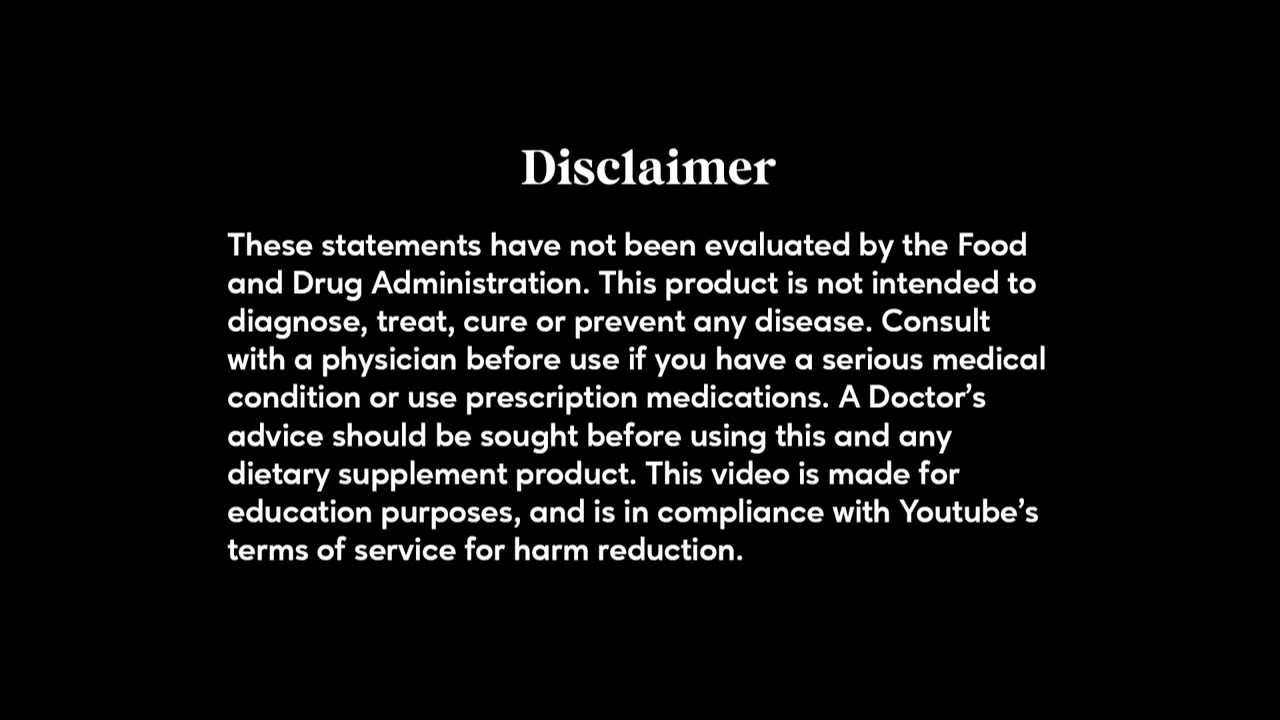 Disclaimer
These statements have not been evaluated by the Food
and Drug Administration. This product is not intended to
diagnose, treat, cure or prevent any disease. Consult
with a physician before use if you have a serious medical
condition or use prescription medications. A Doctor’s
advice should be sought before using this and any
dietary supplement product. This video is made for
education purposes, and is in compliance with Youtube’s
terms of service for harm reduction.